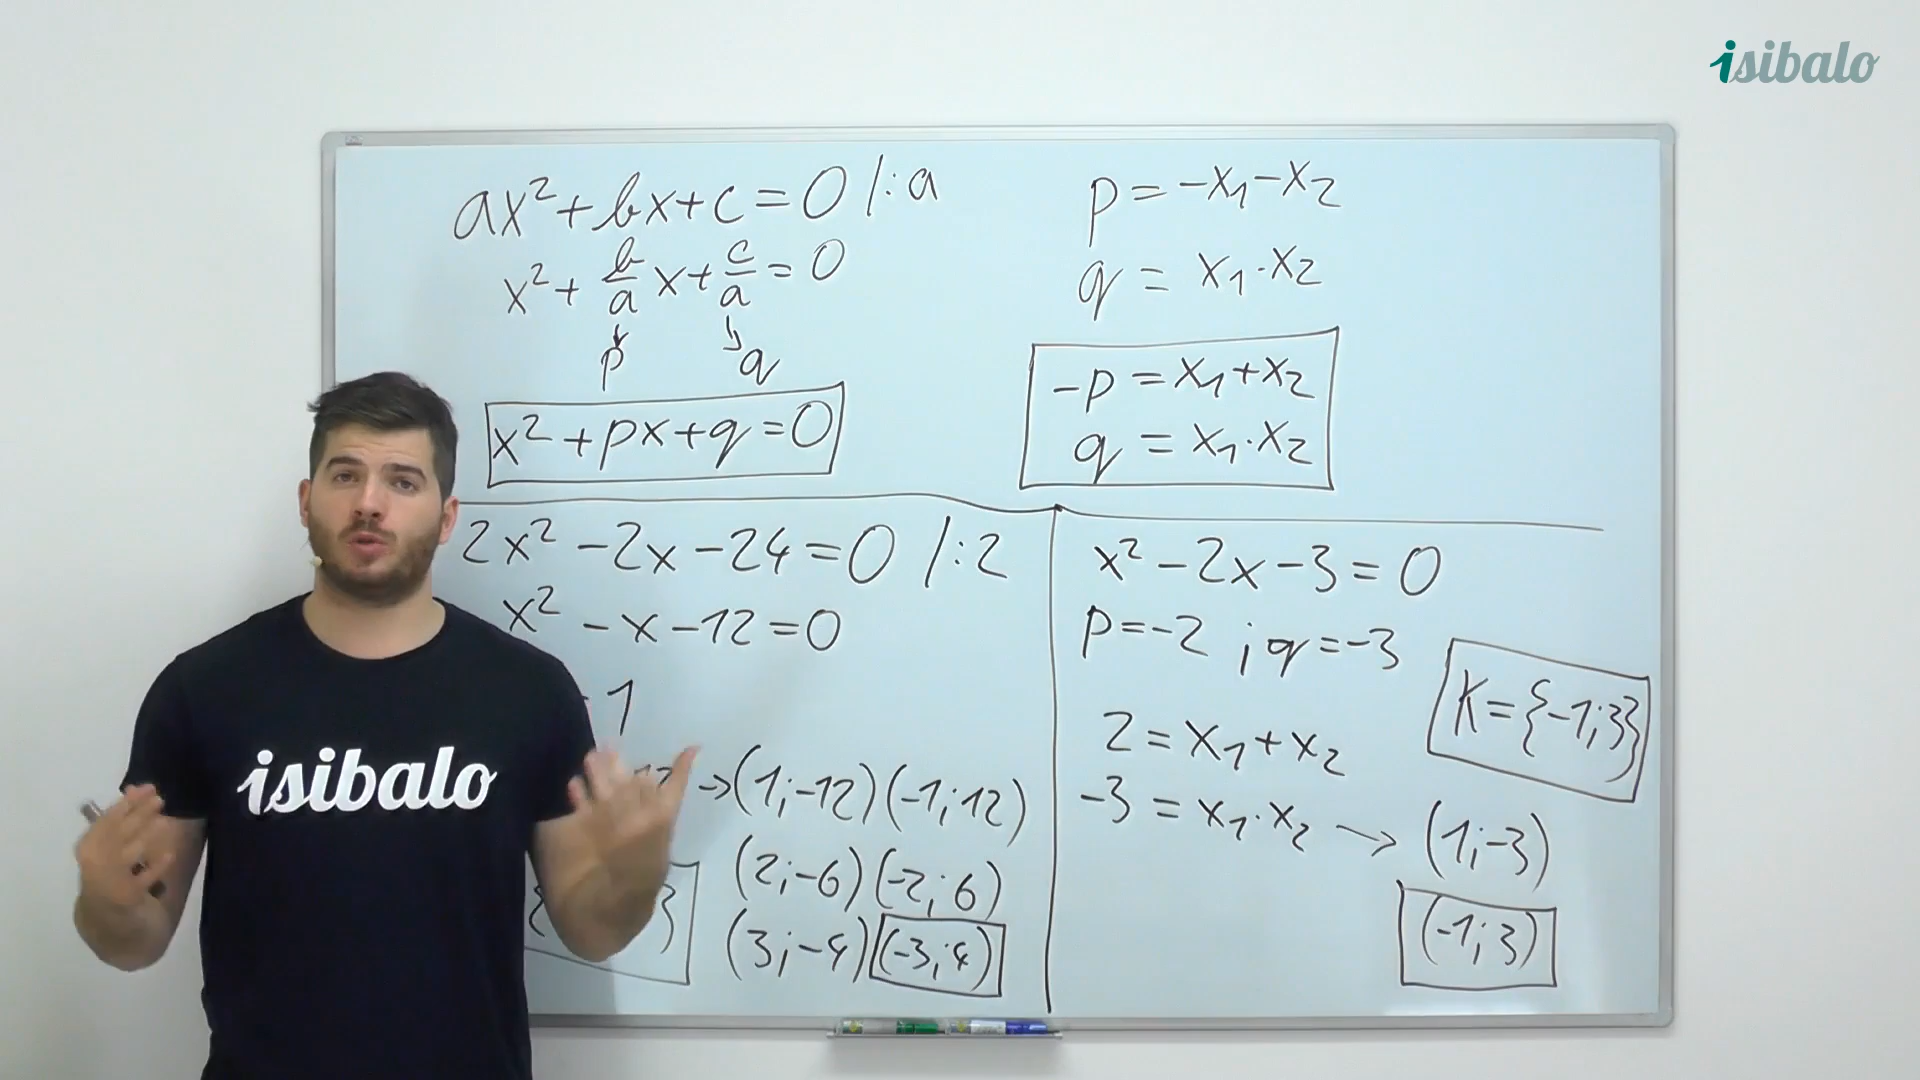 isibalo
ax²+bx+c=0 /:a
x²+ b/a x+ c/a =0
p q
x²+px+q=0
p=-x₁-x₂
q = x₁·x₂
-p = x₁+x₂
q = x₁·x₂
2x²-2x-24=0 /:2
x²-x-12=0
1
→(1;-12)(-1;12)
(2;-6)(-2;6)
(3;-4)(-3;4)
{ }
x²-2x-3=0
p=-2 ; q=-3
K={-1;3}
2 = x₁+x₂
-3 = x₁·x₂ → (1;-3)
(-1;3)
isibalo